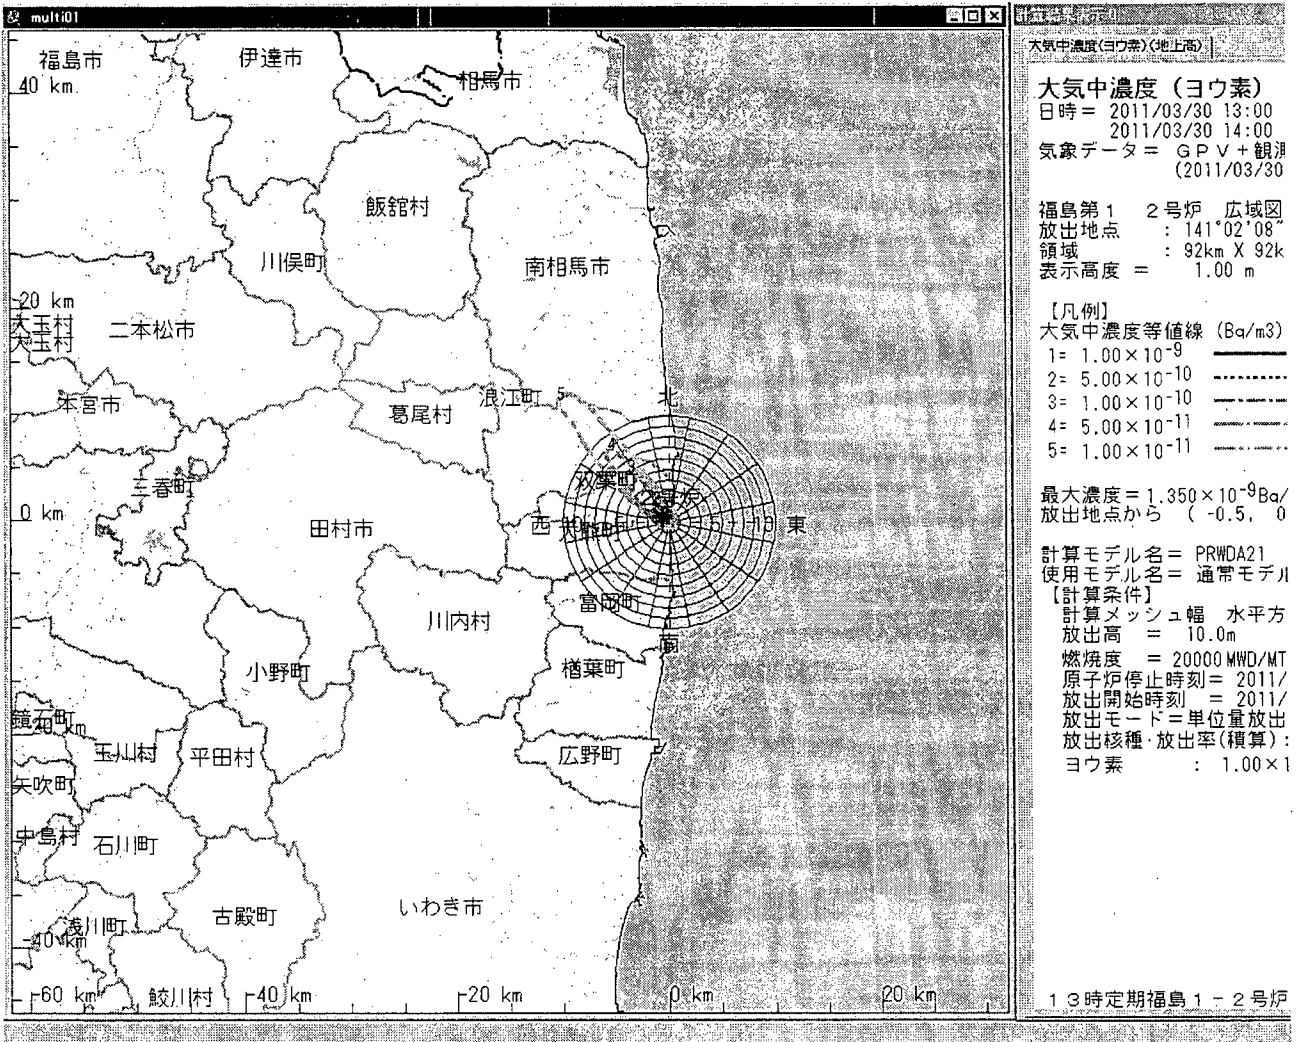 multi01
福島市
伊達市
相馬市
40 km
飯舘村
川俣町
南相馬市
20 km
大玉村
大玉村
二本松市
本宮市
葛尾村
浪江町
5
北
4
3
双葉町
三春町
0 km
田村市
西
東
川内村
富岡町
南
小野町
楢葉町
鏡石町
玉川村
平田村
広野町
矢吹町
中島村
石川町
浅川町
古殿町
いわき市
-40 km
-60 km
-40 km
-20 km
0 km
20 km
鮫川村
大気中濃度(ヨウ素)(地上高)
大気中濃度（ヨウ素）
日時＝ 2011/03/30 13:00
2011/03/30 14:00
気象データ＝ ＧＰＶ＋観測
(2011/03/30
福島第１ ２号炉 広域図
放出地点 : 141°02'08"
領域 : 92km X 92k
表示高度 ＝ 1.00 m
【凡例】
大気中濃度等値線 (Bq/m3)
1= 1.00×10-9
2= 5.00×10-10
3= 1.00×10-10
4= 5.00×10-11
5= 1.00×10-11
最大濃度＝1.350×10-9Bq/
放出地点から ( -0.5, 0
計算モデル名＝ PRWDA21
使用モデル名＝ 通常モデル
【計算条件】
計算メッシュ幅 水平方
放出高 ＝ 10.0m
燃焼度 ＝ 20000MWD/MT
原子炉停止時刻＝ 2011/
放出開始時刻 ＝ 2011/
放出モード＝単位量放出
放出核種･放出率(積算) :
ヨウ素 : 1.00×1
１３時定期福島１－２号炉